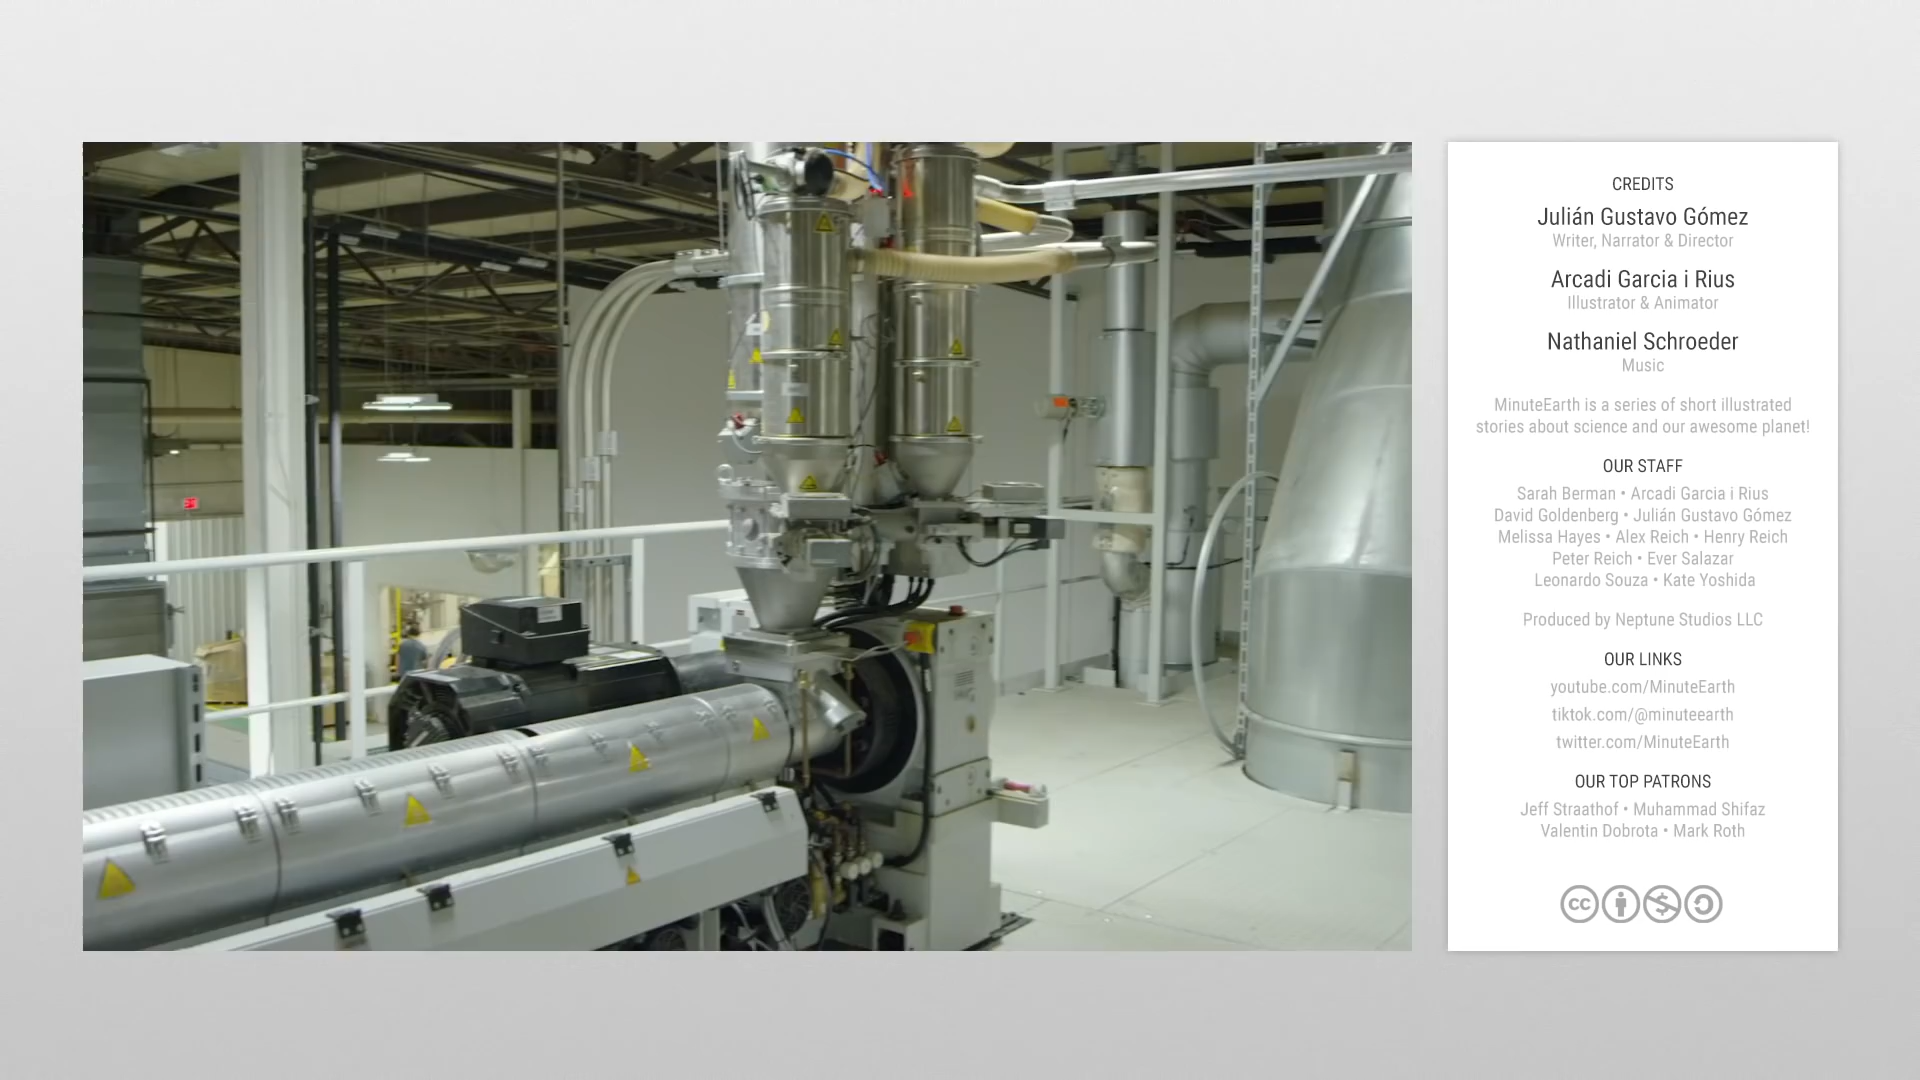 CREDITS
Julián Gustavo Gómez
Writer, Narrator & Director
Arcadi Garcia i Rius
Illustrator & Animator
Nathaniel Schroeder
Music
MinuteEarth is a series of short illustrated
stories about science and our awesome planet!
OUR STAFF
Sarah Berman • Arcadi Garcia i Rius
David Goldenberg • Julián Gustavo Gómez
Melissa Hayes • Alex Reich • Henry Reich
Peter Reich • Ever Salazar
Leonardo Souza • Kate Yoshida
Produced by Neptune Studios LLC
OUR LINKS
youtube.com/MinuteEarth
tiktok.com/@minuteearth
twitter.com/MinuteEarth
OUR TOP PATRONS
Jeff Straathof • Muhammad Shifaz
Valentin Dobrota • Mark Roth
cc